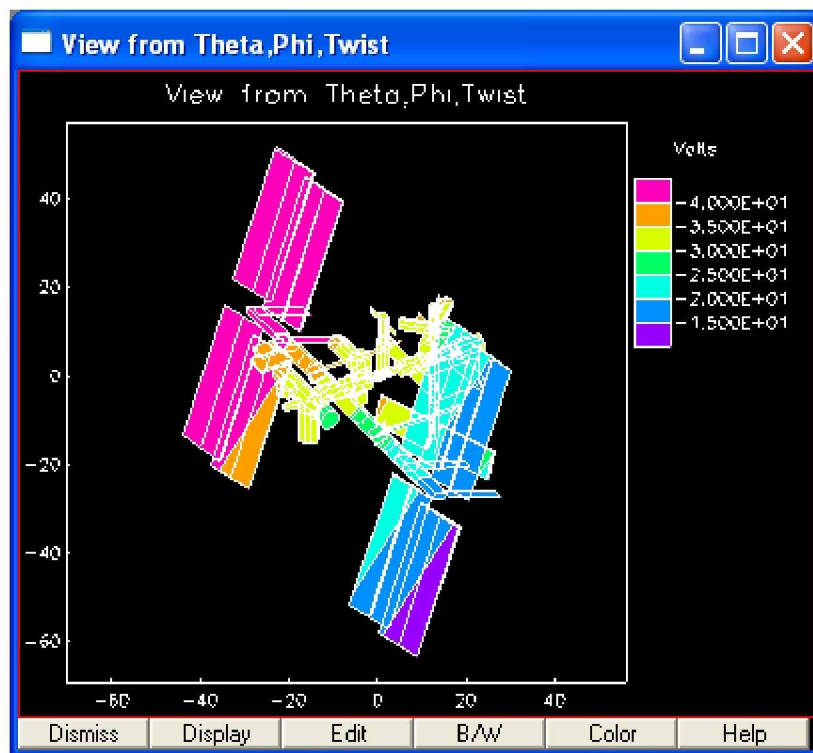 View from Theta,Phi,Twist
View from Theta,Phi,Twist
Volts
-4.000E+01
-3.500E+01
-3.000E+01
-2.500E+01
-2.000E+01
-1.500E+01
40
20
0
-20
-40
-60
-60 -40 -20 0 20 40
Dismiss Display Edit B/W Color Help